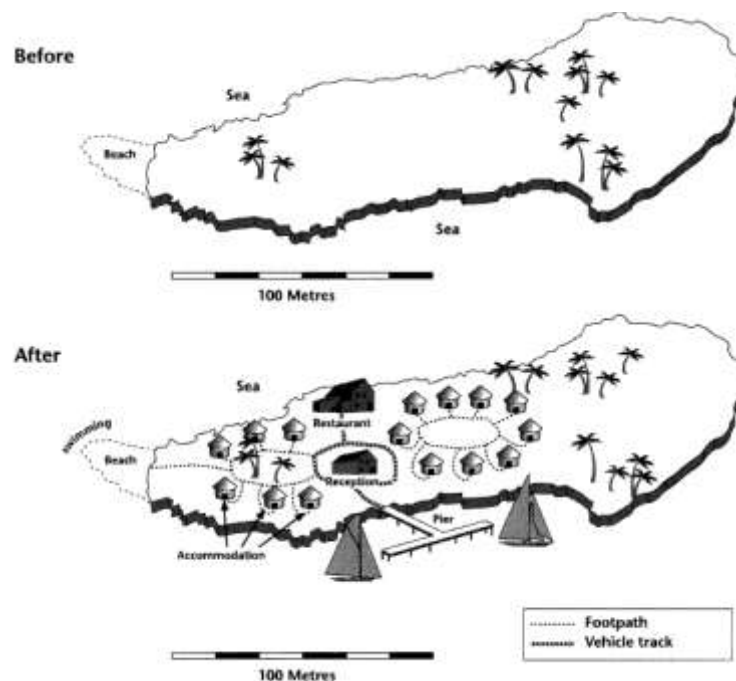 Before
Sea
Beach
Sea
100 Metres
After
Sea
swimming
Restaurant
Beach
Reception
Pier
Accommodation
Footpath
Vehicle track
100 Metres